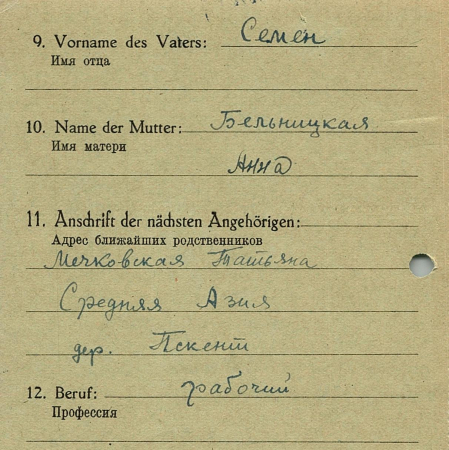 9. Vorname des Vaters: Семен
Имя отца
10. Name der Mutter: Бельницкая
Имя матери
Анна
11. Anschrift der nächsten Angehörigen:
Адрес ближайших родственников
Мечковская Татьяна
Средняя Азия
дер. Пскент
12. Beruf: рабочий
Профессия